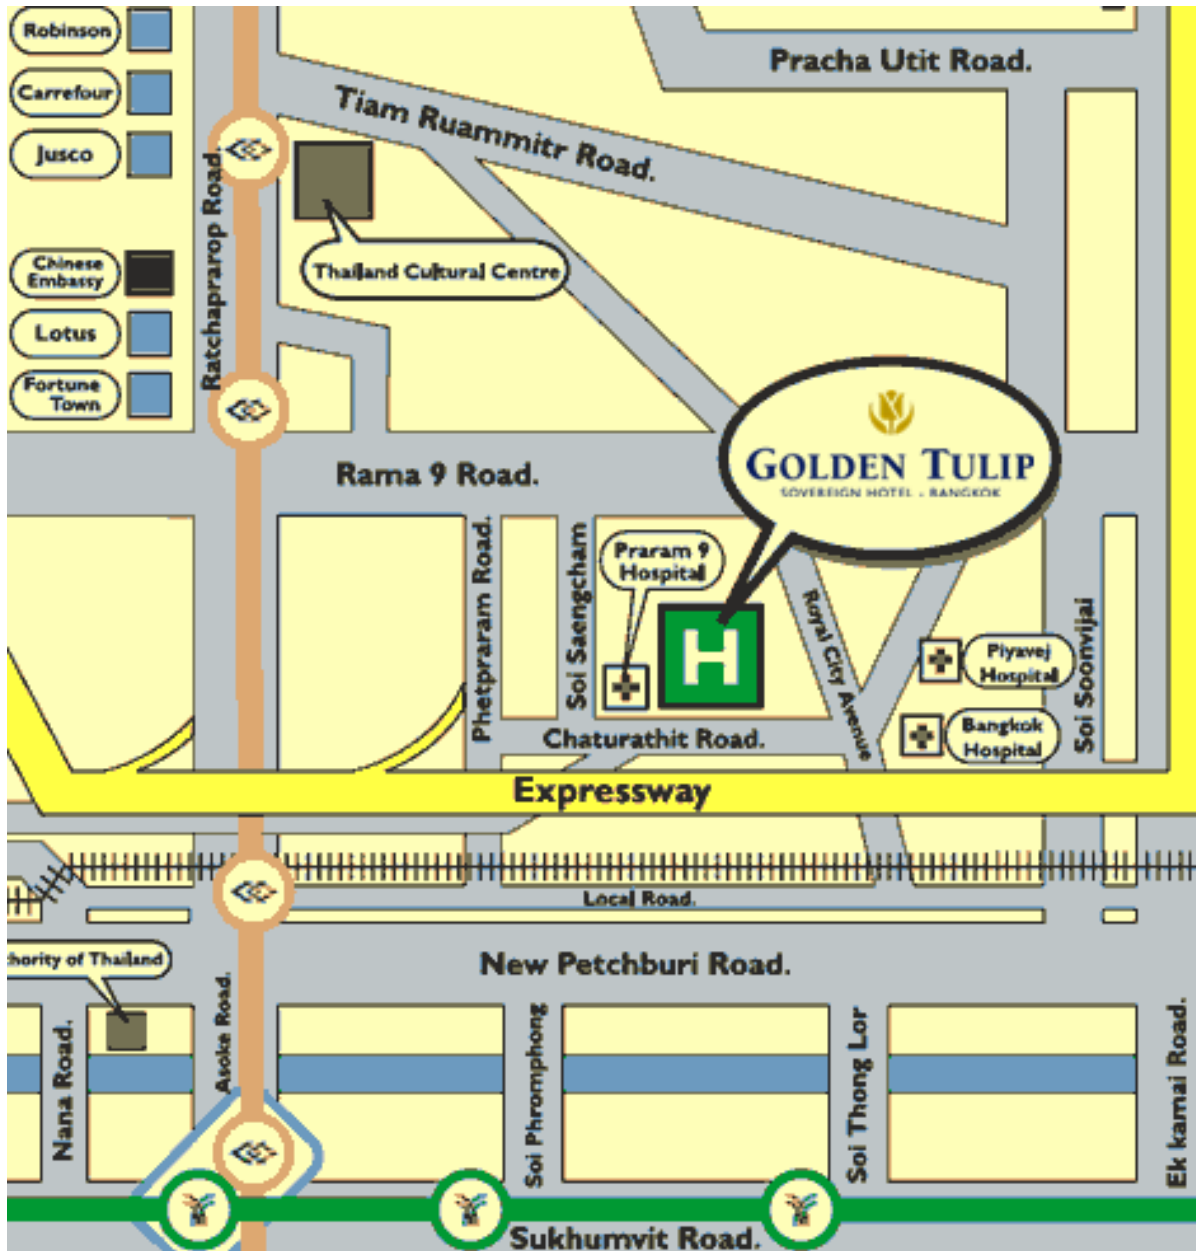 Robinson
Pracha Utit Road.
Carrefour
Tiam Ruammitr Road.
Jusco
Ratchaprarop Road.
Thailand Cultural Centre
Chinese
Embassy
Lotus
Fortune
Town
GOLDEN TULIP
SOVEREIGN HOTEL - BANGKOK
Rama 9 Road.
Phetpraram Road.
Soi Saengcham
Praram 9
Hospital
H
Royal City Avenue
Piyavej
Hospital
Soi Soonvijai
Bangkok
Hospital
Chaturathit Road.
Expressway
Local Road.
hority of Thailand
New Petchburi Road.
Nana Road.
Asoke Road.
Soi Phromphong
Soi Thong Lor
Ek kamai Road.
Sukhumvit Road.